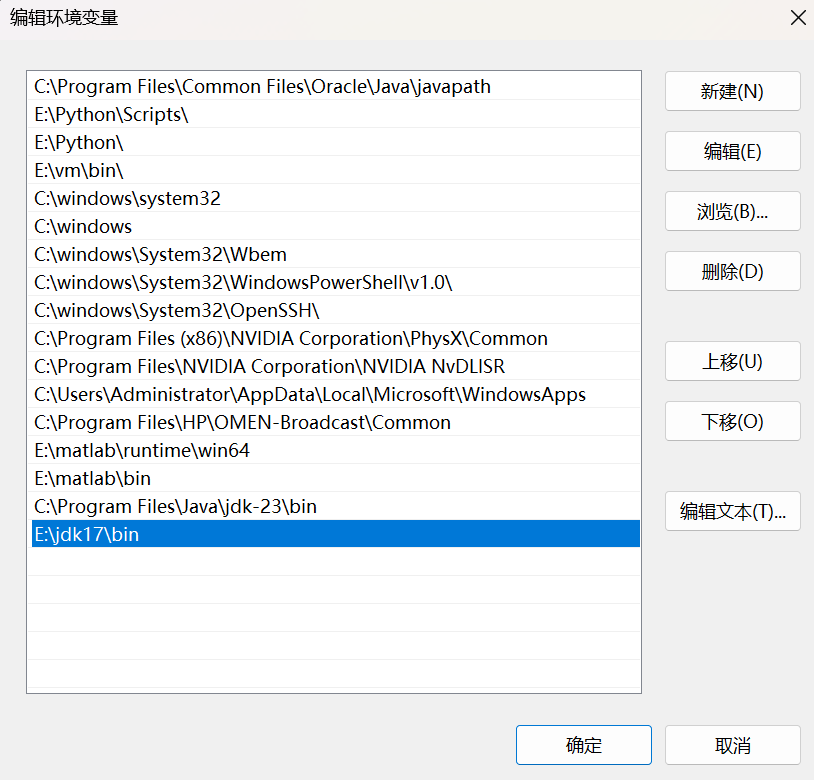 编辑环境变量
C:\Program Files\Common Files\Oracle\Java\javapath
E:\Python\Scripts\
E:\Python\
E:\vm\bin\
C:\windows\system32
C:\windows
C:\windows\System32\Wbem
C:\windows\System32\WindowsPowerShell\v1.0\
C:\windows\System32\OpenSSH\
C:\Program Files (x86)\NVIDIA Corporation\PhysX\Common
C:\Program Files\NVIDIA Corporation\NVIDIA NvDLISR
C:\Users\Administrator\AppData\Local\Microsoft\WindowsApps
C:\Program Files\HP\OMEN-Broadcast\Common
E:\matlab\runtime\win64
E:\matlab\bin
C:\Program Files\Java\jdk-23\bin
E:\jdk17\bin
新建(N)
编辑(E)
浏览(B)...
删除(D)
上移(U)
下移(O)
编辑文本(T)...
确定
取消